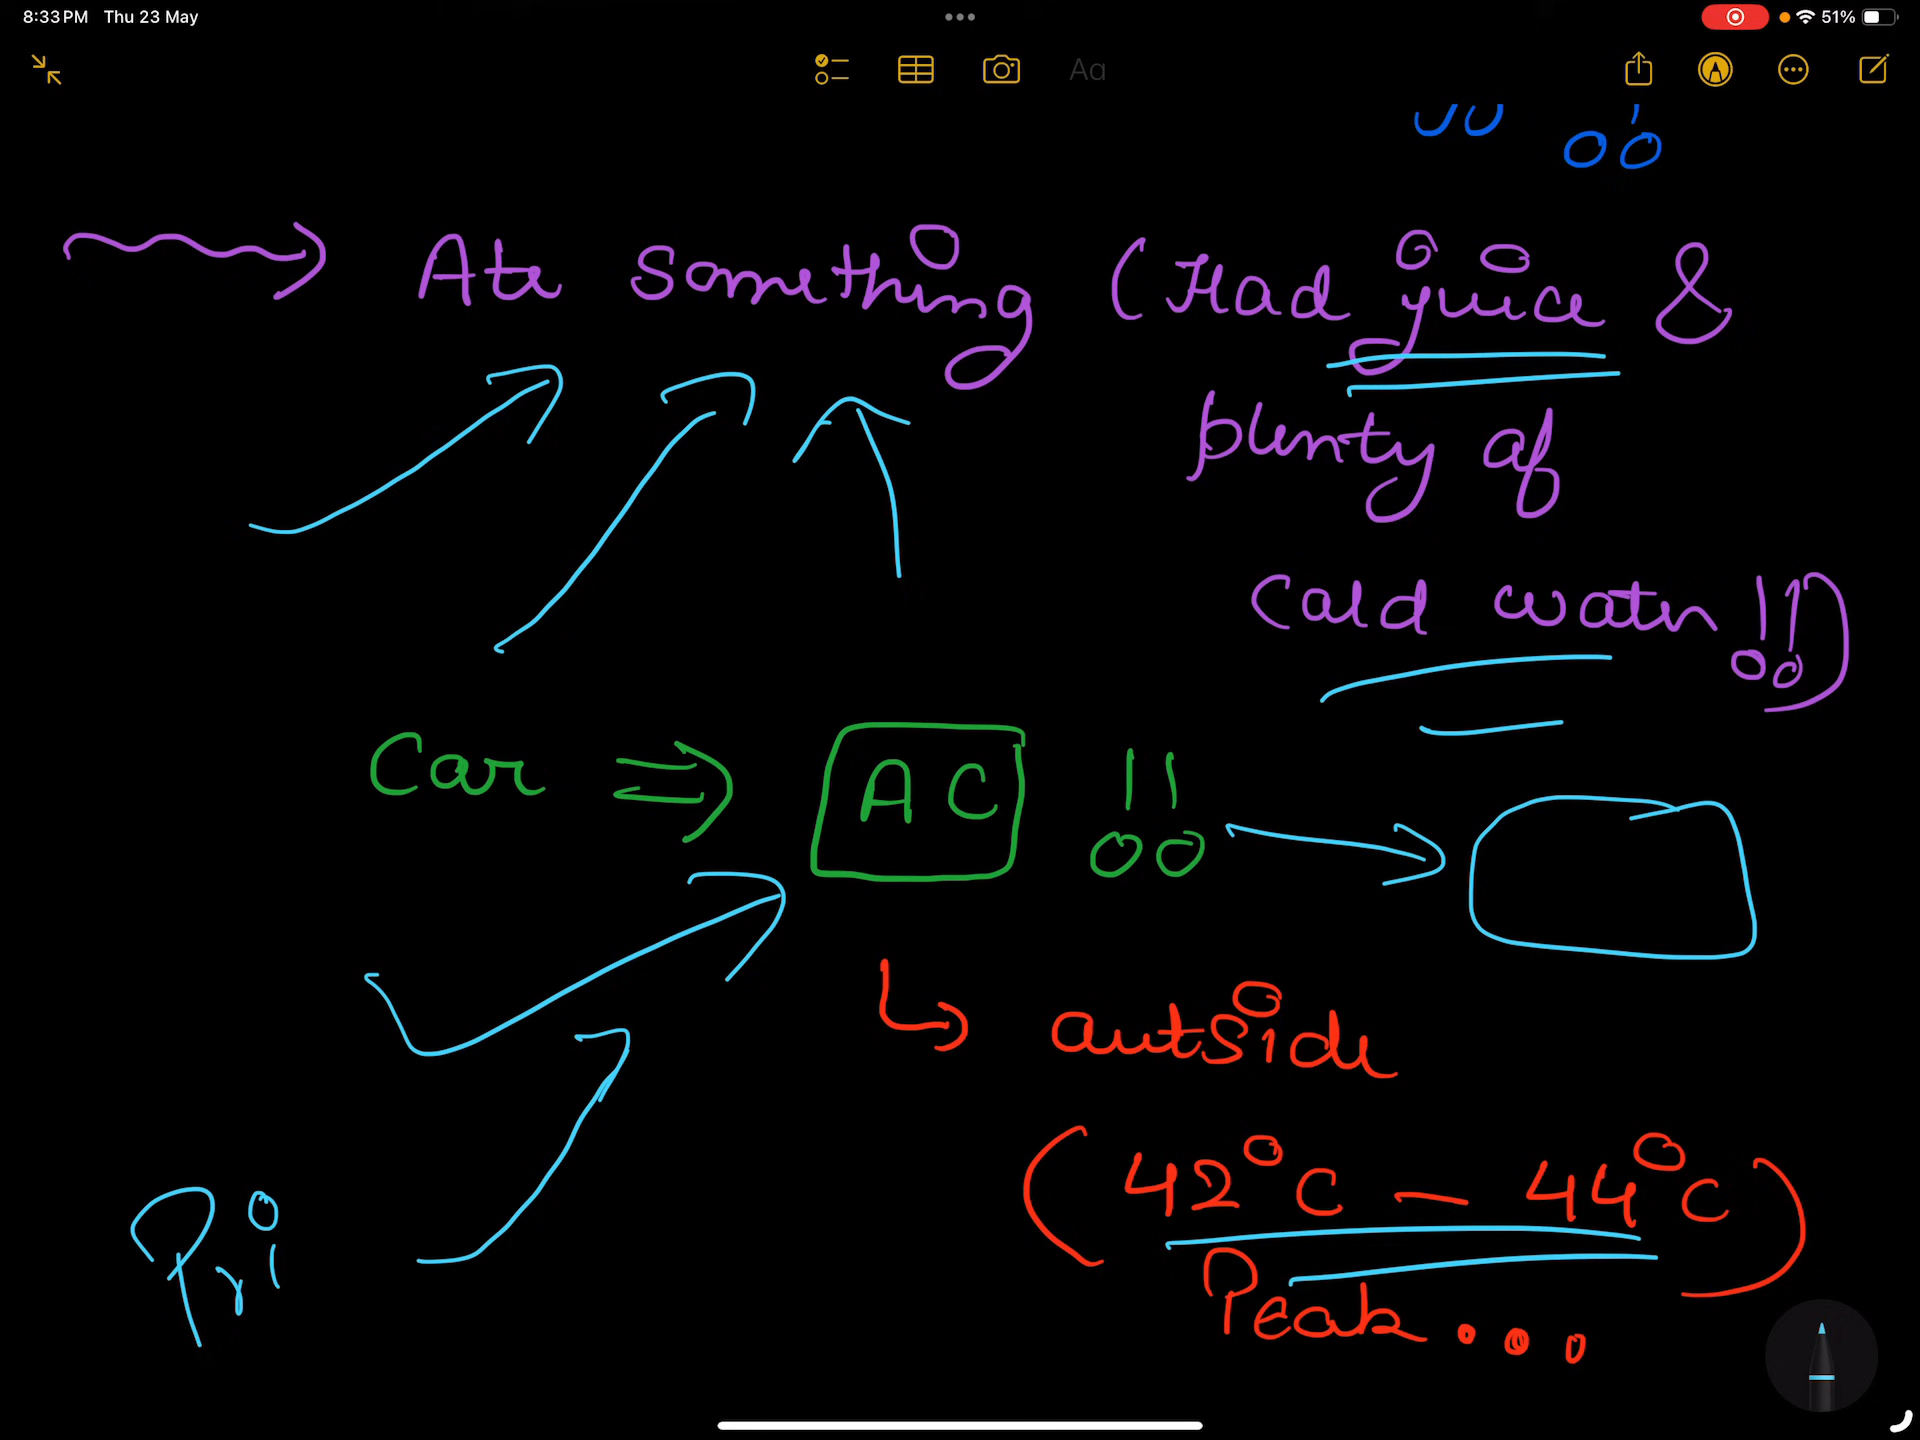 8:33 PM Thu 23 May
51%
Aa
Ate something (Had juice &
plenty of
cold water !!)
Car ⇒ AC !!
outside
(42°C – 44°C)
Peak...
Pri